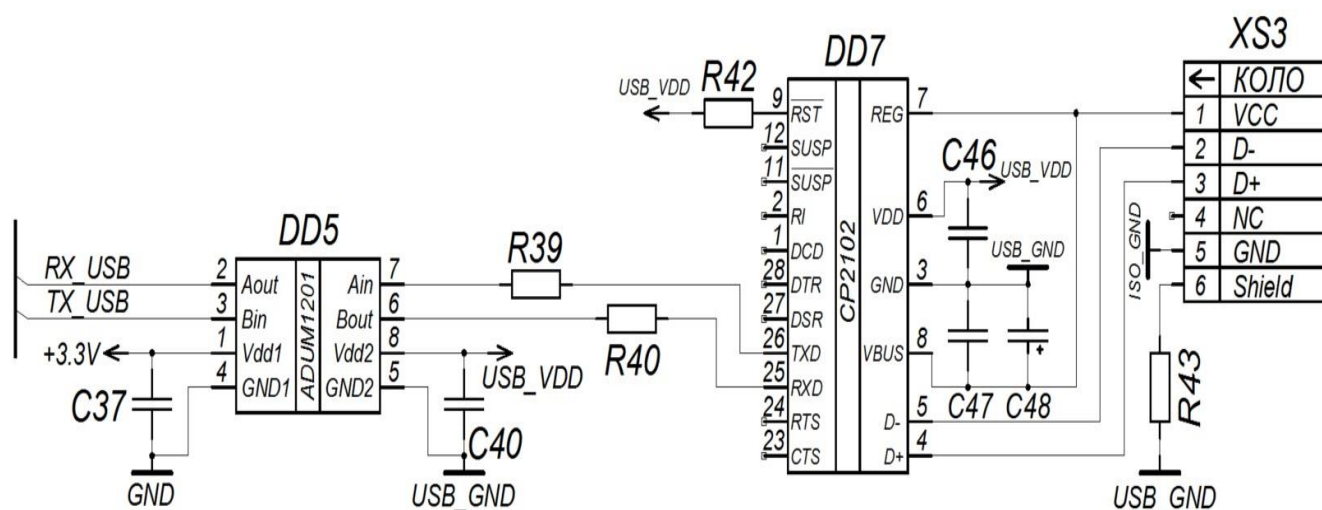 XS3
DD7
USB_VDD R42
9 RST REG 7
12 SUSP
11 SUSP
2 RI VDD 6
1 DCD
28 DTR GND 3
27 DSR
26 TXD VBUS 8
25 RXD
24 RTS D- 5
23 CTS D+ 4
CP2102
C46 USB_VDD
USB_GND
C47 C48
← КОЛО
1 VCC
2 D-
3 D+
4 NC
5 GND
6 Shield
ISO_GND
R43
USB_GND
DD5
RX_USB 2 Aout Ain 7 R39
TX_USB 3 Bin Bout 6 R40
+3.3V 1 Vdd1 Vdd2 8 USB_VDD
4 GND1 GND2 5
ADUM1201
C37 C40
GND USB_GND